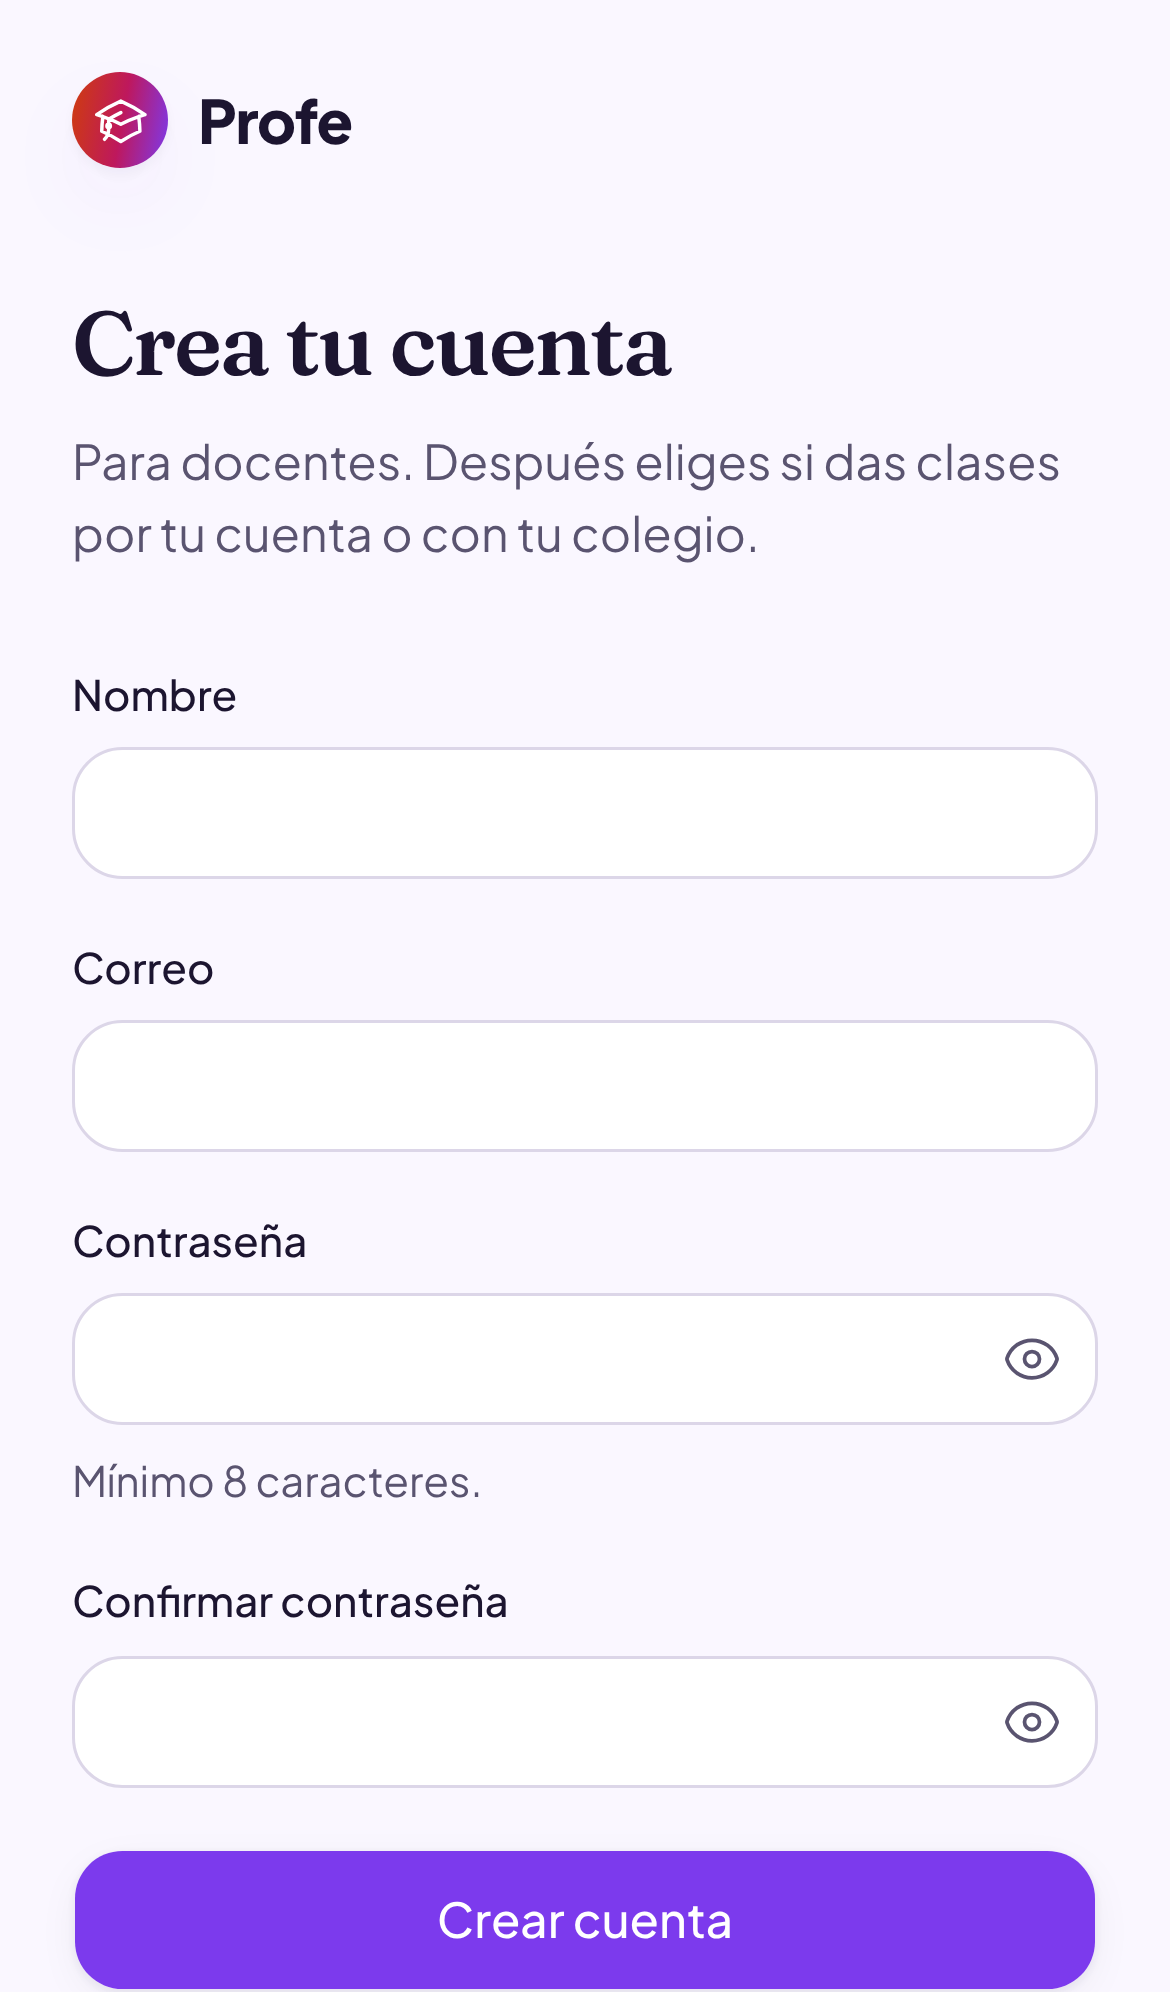 Profe
Crea tu cuenta
Para docentes. Después eliges si das clases
por tu cuenta o con tu colegio.
Nombre
Correo
Contraseña
Mínimo 8 caracteres.
Confirmar contraseña
Crear cuenta